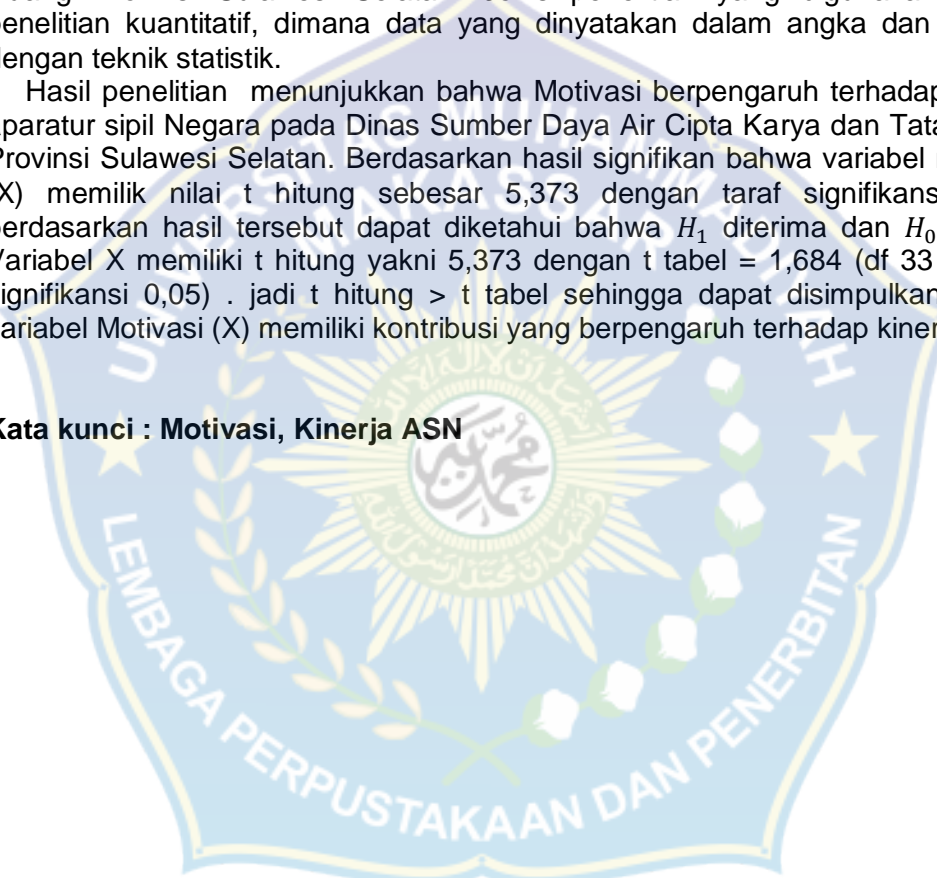 penelitian kuantitatif, dimana data yang dinyatakan dalam angka dan
dengan teknik statistik.
Hasil penelitian menunjukkan bahwa Motivasi berpengaruh terhadap
aparatur sipil Negara pada Dinas Sumber Daya Air Cipta Karya dan Tata
Provinsi Sulawesi Selatan. Berdasarkan hasil signifikan bahwa variabel
(X) memilik nilai t hitung sebesar 5,373 dengan taraf signifikans
berdasarkan hasil tersebut dapat diketahui bahwa H₁ diterima dan H₀
Variabel X memiliki t hitung yakni 5,373 dengan t tabel = 1,684 (df 33
signifikansi 0,05) . jadi t hitung > t tabel sehingga dapat disimpulkan
variabel Motivasi (X) memiliki kontribusi yang berpengaruh terhadap kiner
Kata kunci : Motivasi, Kinerja ASN
UNIVERSITAS MUHAMMADIYAH
MAKASSAR
LEMBAGA PERPUSTAKAAN DAN PENERBITAN